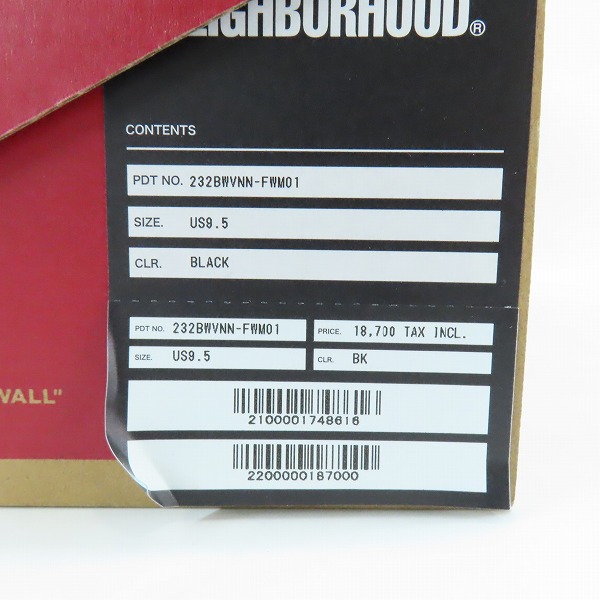 NEIGHBORHOOD®
CONTENTS
PDT NO. 232BWVNN-FWM01
SIZE. US9.5
CLR. BLACK
PDT NO. 232BWVNN-FWM01
PRICE. 18,700 TAX INCL.
SIZE. US9.5
CLR. BK
WALL"
2100001748616
2200000187000